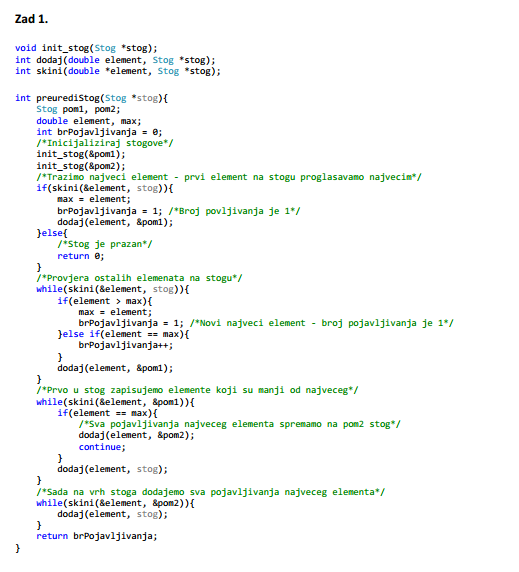 Zad 1.
void init_stog(Stog *stog);
int dodaj(double element, Stog *stog);
int skini(double *element, Stog *stog);
int preurediStog(Stog *stog){
Stog pom1, pom2;
double element, max;
int brPojavljivanja = 0;
/*Inicijaliziraj stogove*/
init_stog(&pom1);
init_stog(&pom2);
/*Trazimo najveci element - prvi element na stogu proglasavamo najvecim*/
if(skini(&element, stog)){
max = element;
brPojavljivanja = 1; /*Broj povljivanja je 1*/
dodaj(element, &pom1);
}else{
/*Stog je prazan*/
return 0;
}
/*Provjera ostalih elemenata na stogu*/
while(skini(&element, stog)){
if(element > max){
max = element;
brPojavljivanja = 1; /*Novi najveci element - broj pojavljivanja je 1*/
}else if(element == max){
brPojavljivanja++;
}
dodaj(element, &pom1);
}
/*Prvo u stog zapisujemo elemente koji su manji od najveceg*/
while(skini(&element, &pom1)){
if(element == max){
/*Sva pojavljivanja najveceg elementa spremamo na pom2 stog*/
dodaj(element, &pom2);
continue;
}
dodaj(element, stog);
}
/*Sada na vrh stoga dodajemo sva pojavljivanja najveceg elementa*/
while(skini(&element, &pom2)){
dodaj(element, stog);
}
return brPojavljivanja;
}